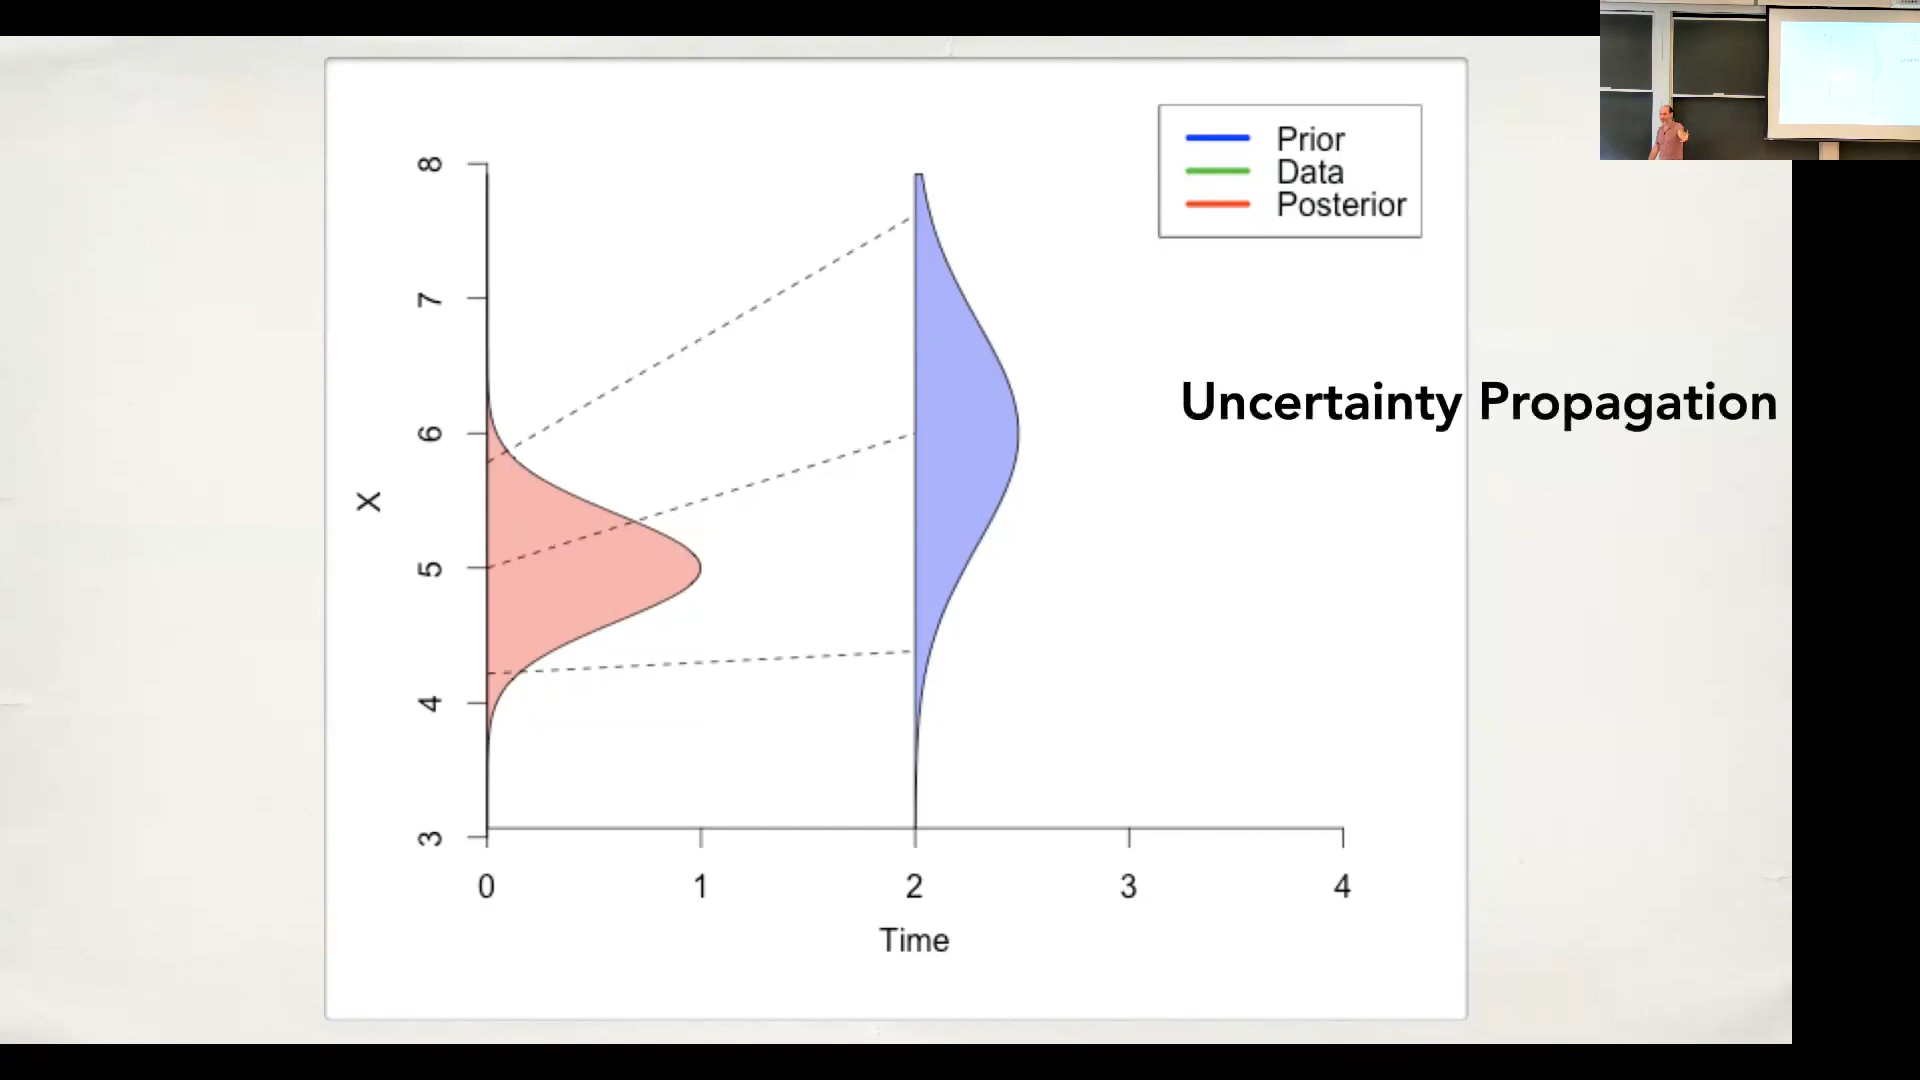 Prior
Data
Posterior
Uncertainty Propagation
X
8
7
6
5
4
3
0 1 2 3 4
Time